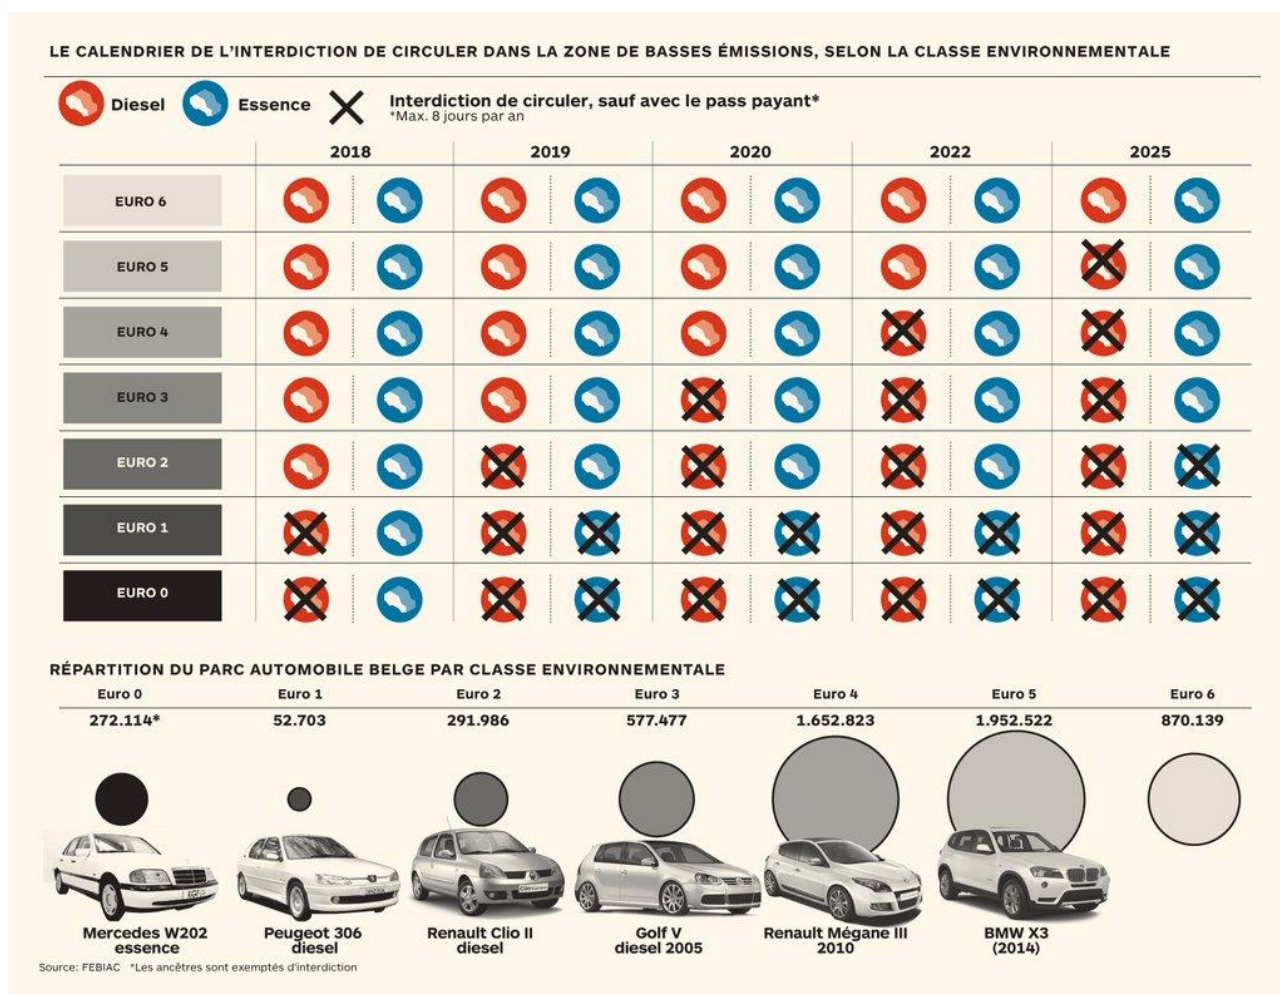 LE CALENDRIER DE L'INTERDICTION DE CIRCULER DANS LA ZONE DE BASSES ÉMISSIONS, SELON LA CLASSE ENVIRONNEMENTALE
Diesel Essence Interdiction de circuler, sauf avec le pass payant*
*Max. 8 jours par an
2018 2019 2020 2022 2025
EURO 6
EURO 5
EURO 4
EURO 3
EURO 2
EURO 1
EURO 0
RÉPARTITION DU PARC AUTOMOBILE BELGE PAR CLASSE ENVIRONNEMENTALE
Euro 0 Euro 1 Euro 2 Euro 3 Euro 4 Euro 5 Euro 6
272.114* 52.703 291.986 577.477 1.652.823 1.952.522 870.139
Mercedes W202 Peugeot 306 Renault Clio II Golf V Renault Mégane III BMW X3
essence diesel diesel diesel 2005 2010 (2014)
Source: FEBIAC *Les ancêtres sont exemptés d'interdiction